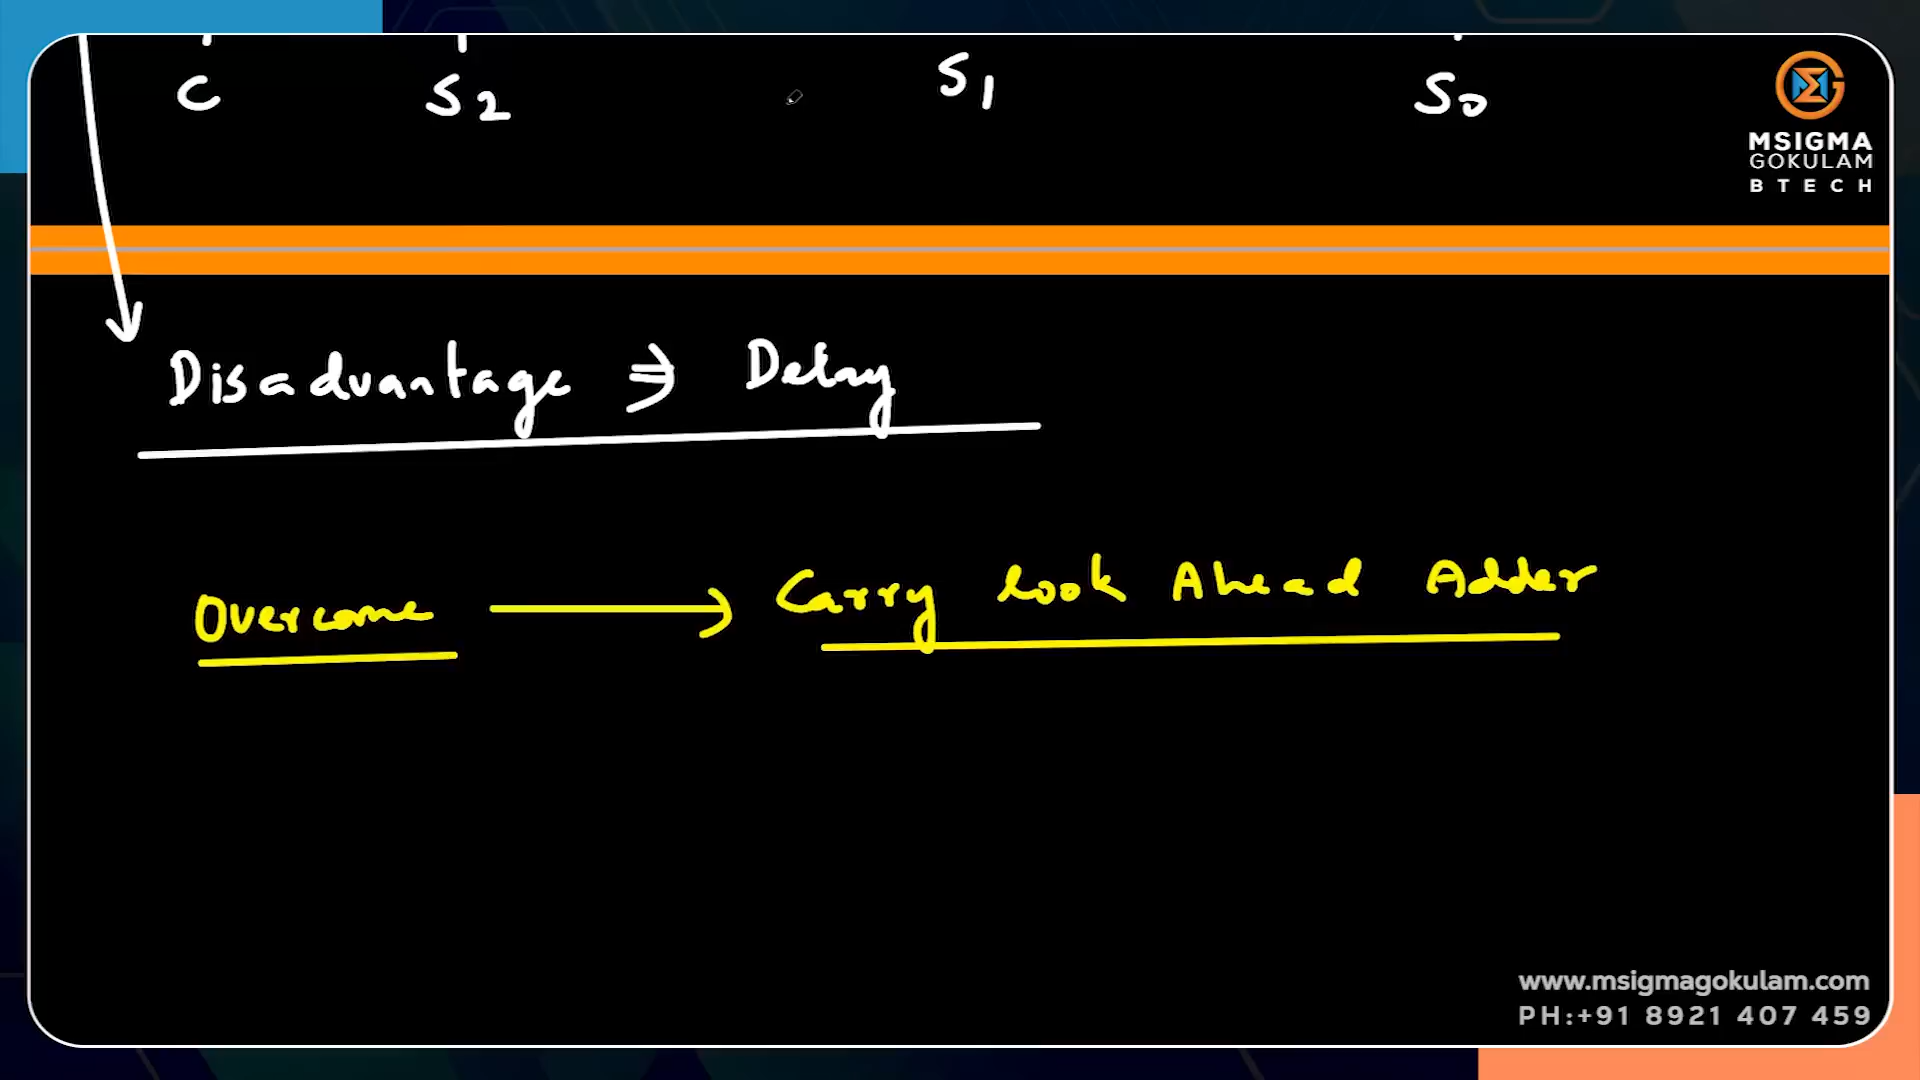 C S2 S1 S0
MSIGMA
GOKULAM
BTECH
Disadvantage ⇒ Delay
Overcome → Carry look Ahead Adder
www.msigmagokulam.com
PH:+91 8921 407 459